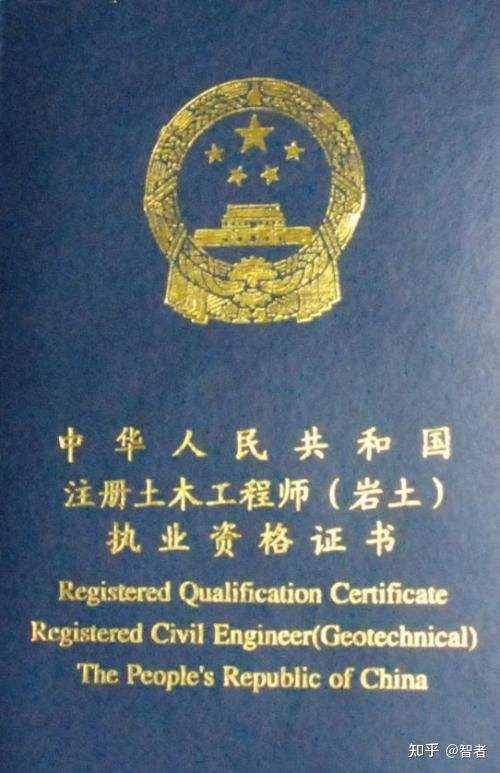 中华人民共和国
注册土木工程师（岩土）
执业资格证书
Registered Qualification Certificate
Registered Civil Engineer(Geotechnical)
The People's Republic of China
知乎 @智者